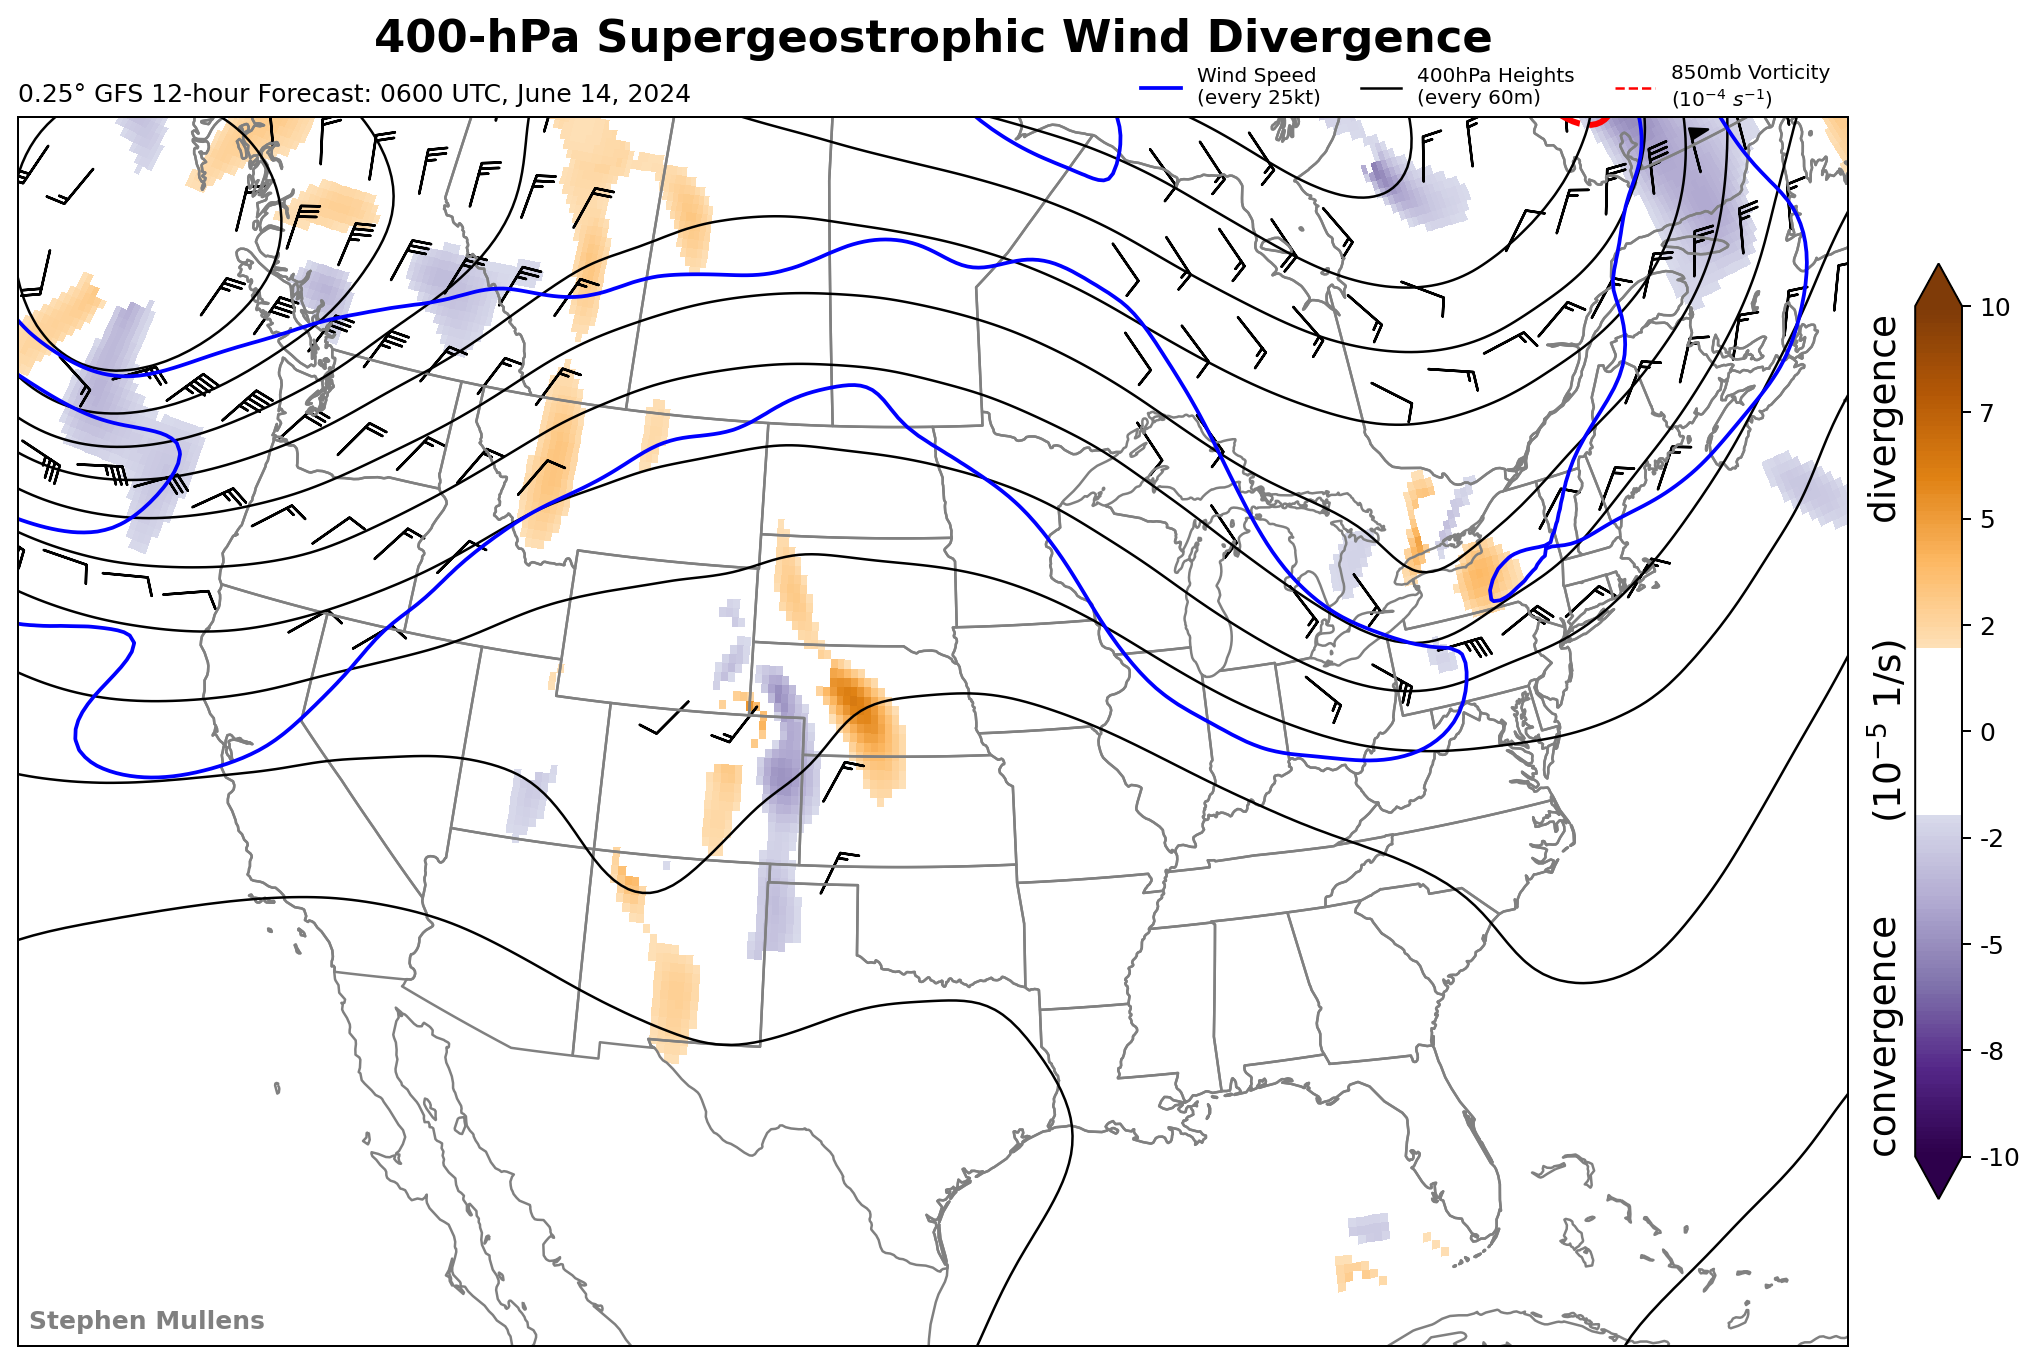 400-hPa Supergeostrophic Wind Divergence
0.25° GFS 12-hour Forecast: 0600 UTC, June 14, 2024
Wind Speed
(every 25kt)
400hPa Heights
(every 60m)
850mb Vorticity
(10⁻⁴ s⁻¹)
10
7
5
2
0
-2
-5
-8
-10
convergence (10⁻⁵ 1/s) divergence
Stephen Mullens